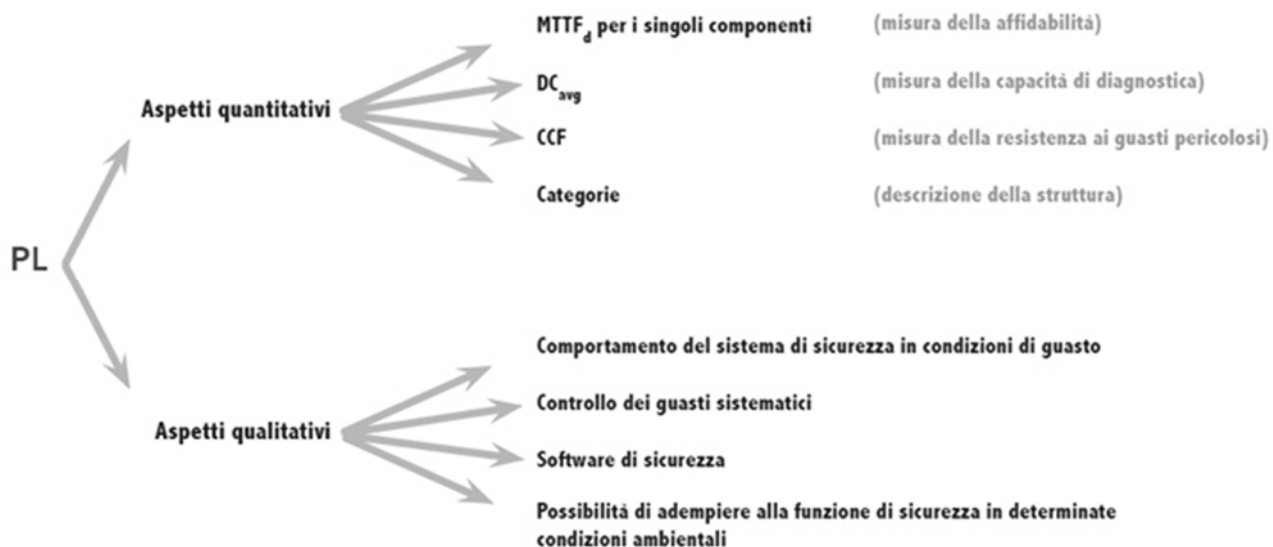 MTTFd per i singoli componenti (misura della affidabilità)
DCavg (misura della capacità di diagnostica)
Aspetti quantitativi
CCF (misura della resistenza ai guasti pericolosi)
Categorie (descrizione della struttura)
PL
Comportamento del sistema di sicurezza in condizioni di guasto
Controllo dei guasti sistematici
Aspetti qualitativi
Software di sicurezza
Possibilità di adempiere alla funzione di sicurezza in determinate
condizioni ambientali